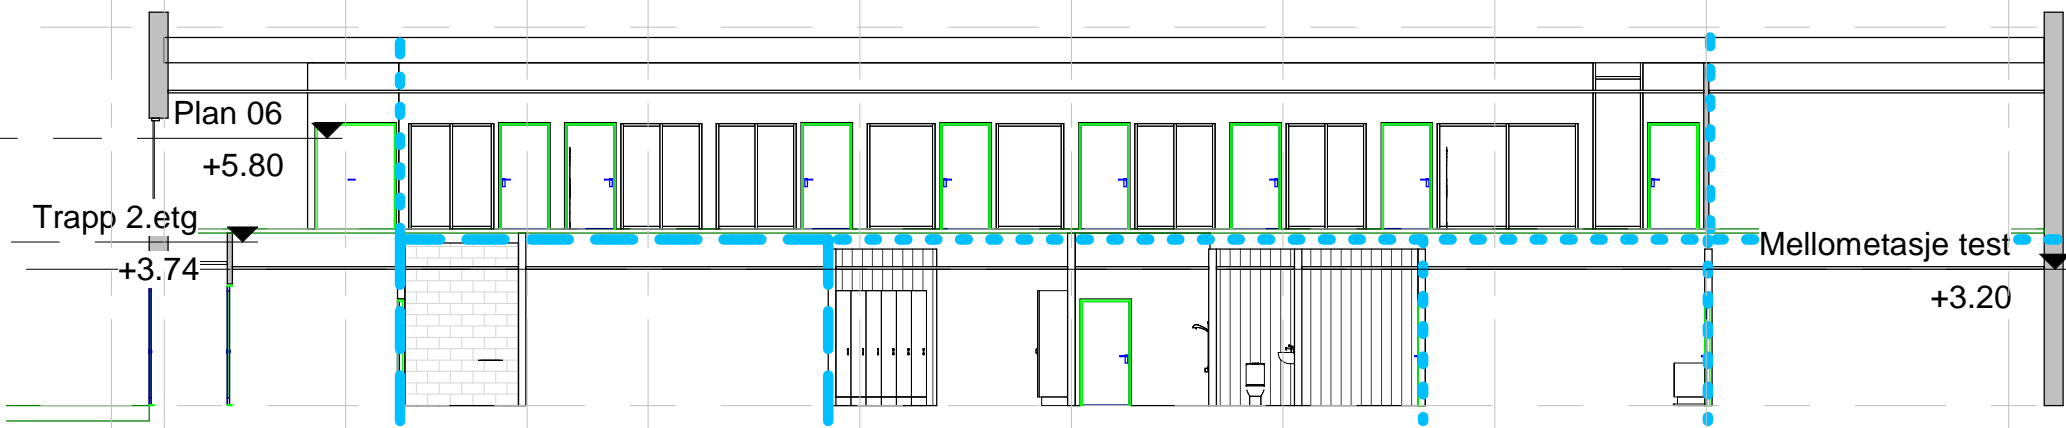 Plan 06
+5.80
Trapp 2.etg
+3.74
Mellometasje test
+3.20